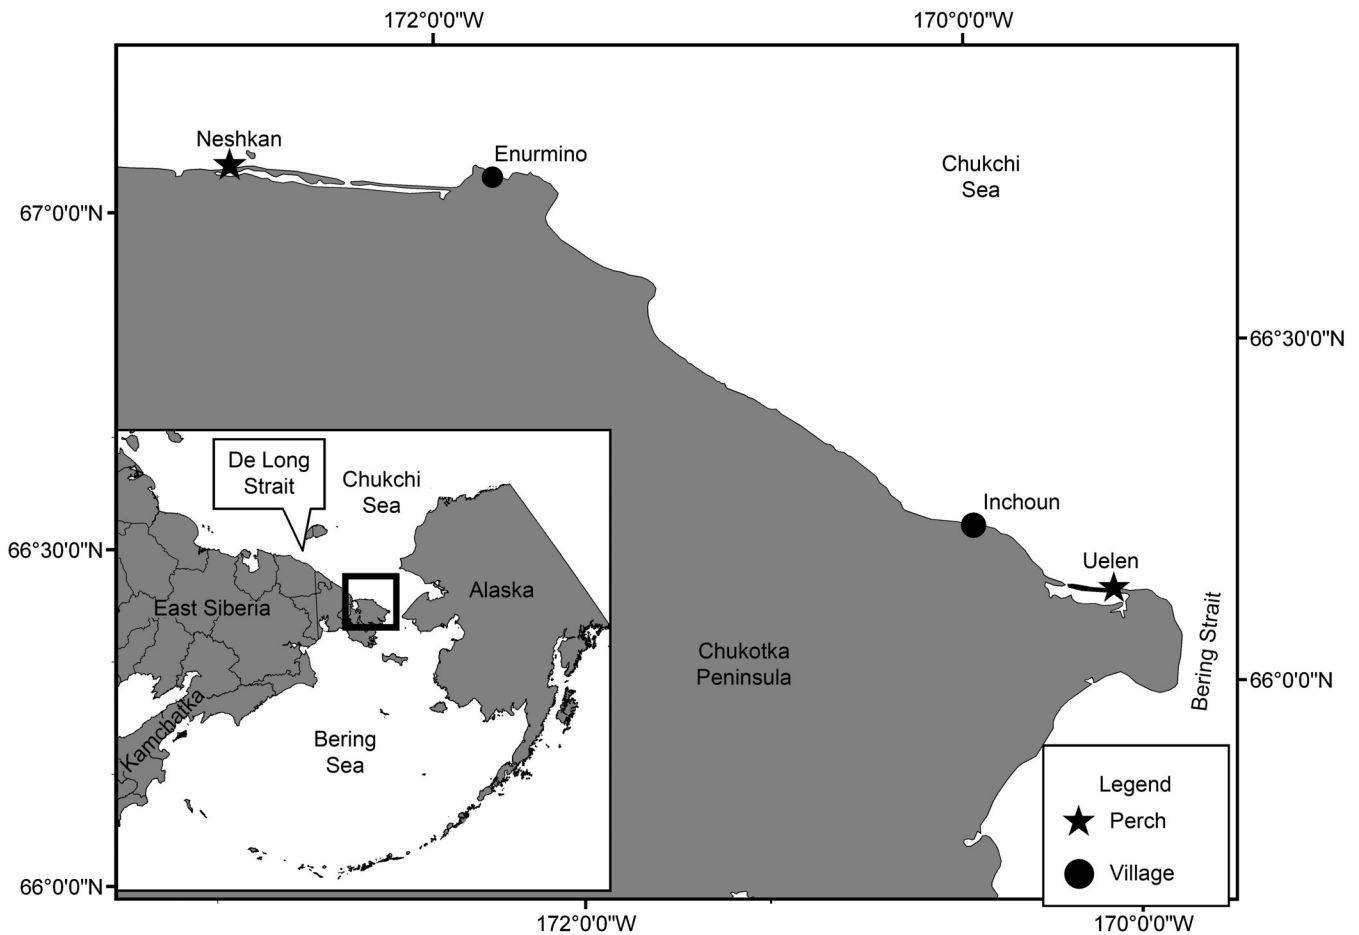 172°0'0"W
170°0'0"W
Neshkan
Enurmino
Chukchi
Sea
67°0'0"N
66°30'0"N
De Long
Strait
Chukchi
Sea
Inchoun
66°30'0"N
Uelen
Alaska
East Siberia
Bering Strait
Chukotka
Peninsula
66°0'0"N
Kamchatka
Bering
Sea
Legend
Perch
Village
66°0'0"N
172°0'0"W
170°0'0"W